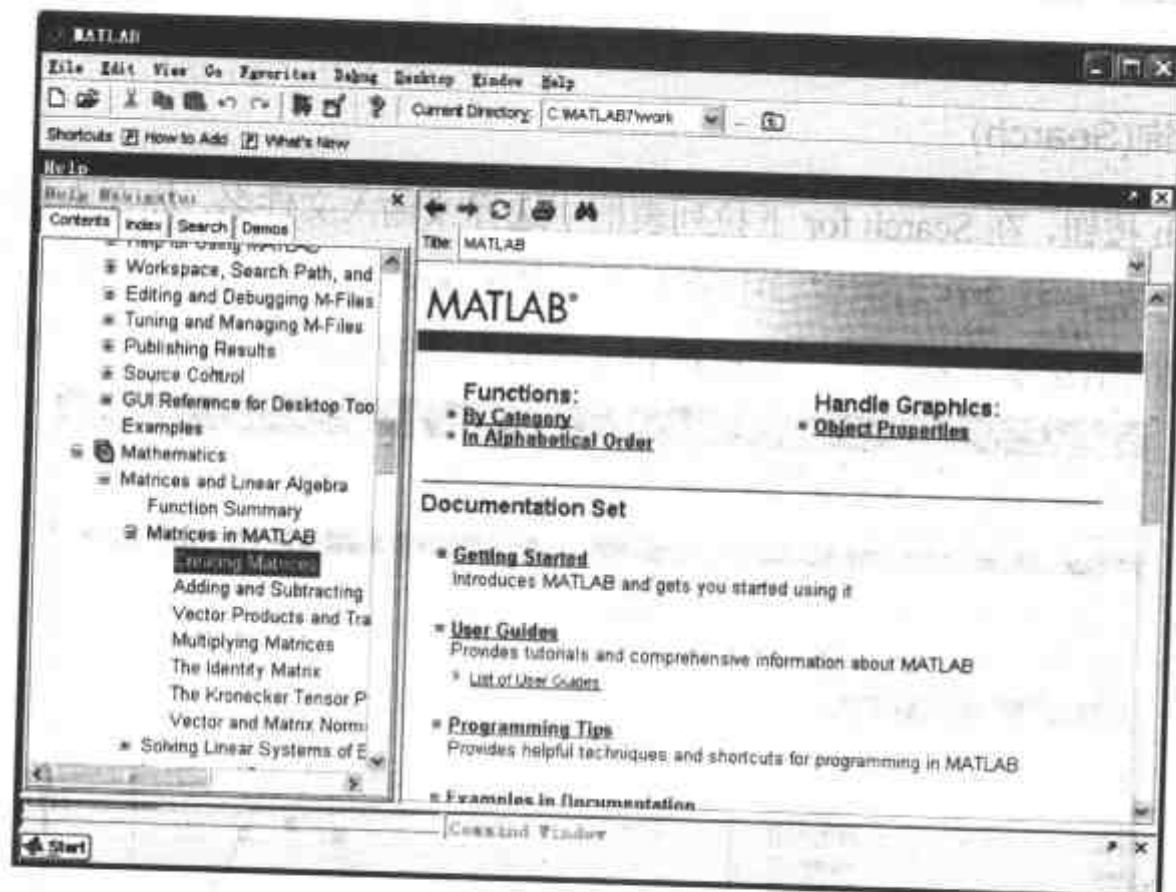 MATLAB
File Edit View Go Favorites Debug Desktop Window Help
Current Directory: C:\MATLAB7\work
Shortcuts How to Add What's New
Help
Help Navigator
Contents Index Search Demos
Title: MATLAB
Help for Using MATLAB
Workspace, Search Path, and
Editing and Debugging M-Files
Tuning and Managing M-Files
Publishing Results
Source Control
GUI Reference for Desktop Too
Examples
Mathematics
Matrices and Linear Algebra
Function Summary
Matrices in MATLAB
Creating Matrices
Adding and Subtracting
Vector Products and Tra
Multiplying Matrices
The Identity Matrix
The Kronecker Tensor P
Vector and Matrix Norm
Solving Linear Systems of E
MATLAB®
Functions:
By Category
In Alphabetical Order
Handle Graphics:
Object Properties
Documentation Set
Getting Started
Introduces MATLAB and gets you started using it
User Guides
Provides tutorials and comprehensive information about MATLAB
List of User Guides
Programming Tips
Provides helpful techniques and shortcuts for programming in MATLAB
Examples in Documentation
Command Window
Start